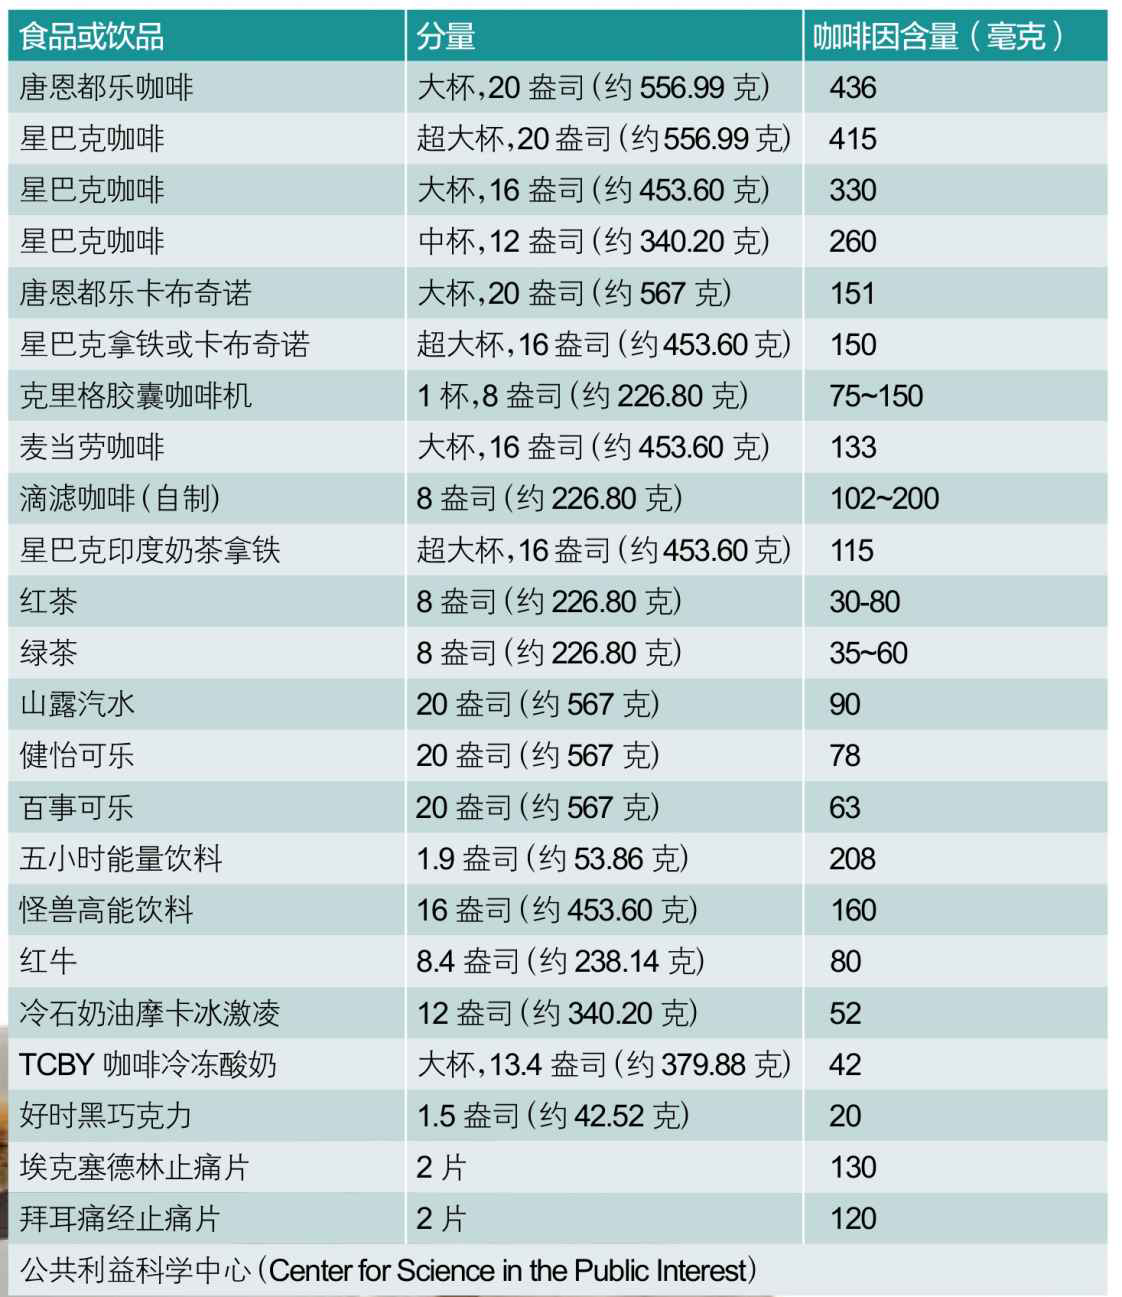 食品或饮品 分量 咖啡因含量（毫克）
唐恩都乐咖啡 大杯,20 盎司（约 556.99 克） 436
星巴克咖啡 超大杯,20 盎司（约 556.99 克） 415
星巴克咖啡 大杯,16 盎司（约 453.60 克） 330
星巴克咖啡 中杯,12 盎司（约 340.20 克） 260
唐恩都乐卡布奇诺 大杯,20 盎司（约 567 克） 151
星巴克拿铁或卡布奇诺 超大杯,16 盎司（约 453.60 克） 150
克里格胶囊咖啡机 1 杯,8 盎司（约 226.80 克） 75~150
麦当劳咖啡 大杯,16 盎司（约 453.60 克） 133
滴滤咖啡（自制） 8 盎司（约 226.80 克） 102~200
星巴克印度奶茶拿铁 超大杯,16 盎司（约 453.60 克） 115
红茶 8 盎司（约 226.80 克） 30-80
绿茶 8 盎司（约 226.80 克） 35~60
山露汽水 20 盎司（约 567 克） 90
健怡可乐 20 盎司（约 567 克） 78
百事可乐 20 盎司（约 567 克） 63
五小时能量饮料 1.9 盎司（约 53.86 克） 208
怪兽高能饮料 16 盎司（约 453.60 克） 160
红牛 8.4 盎司（约 238.14 克） 80
冷石奶油摩卡冰激凌 12 盎司（约 340.20 克） 52
TCBY 咖啡冷冻酸奶 大杯,13.4 盎司（约 379.88 克） 42
好时黑巧克力 1.5 盎司（约 42.52 克） 20
埃克塞德林止痛片 2 片 130
拜耳痛经止痛片 2 片 120
公共利益科学中心（Center for Science in the Public Interest）